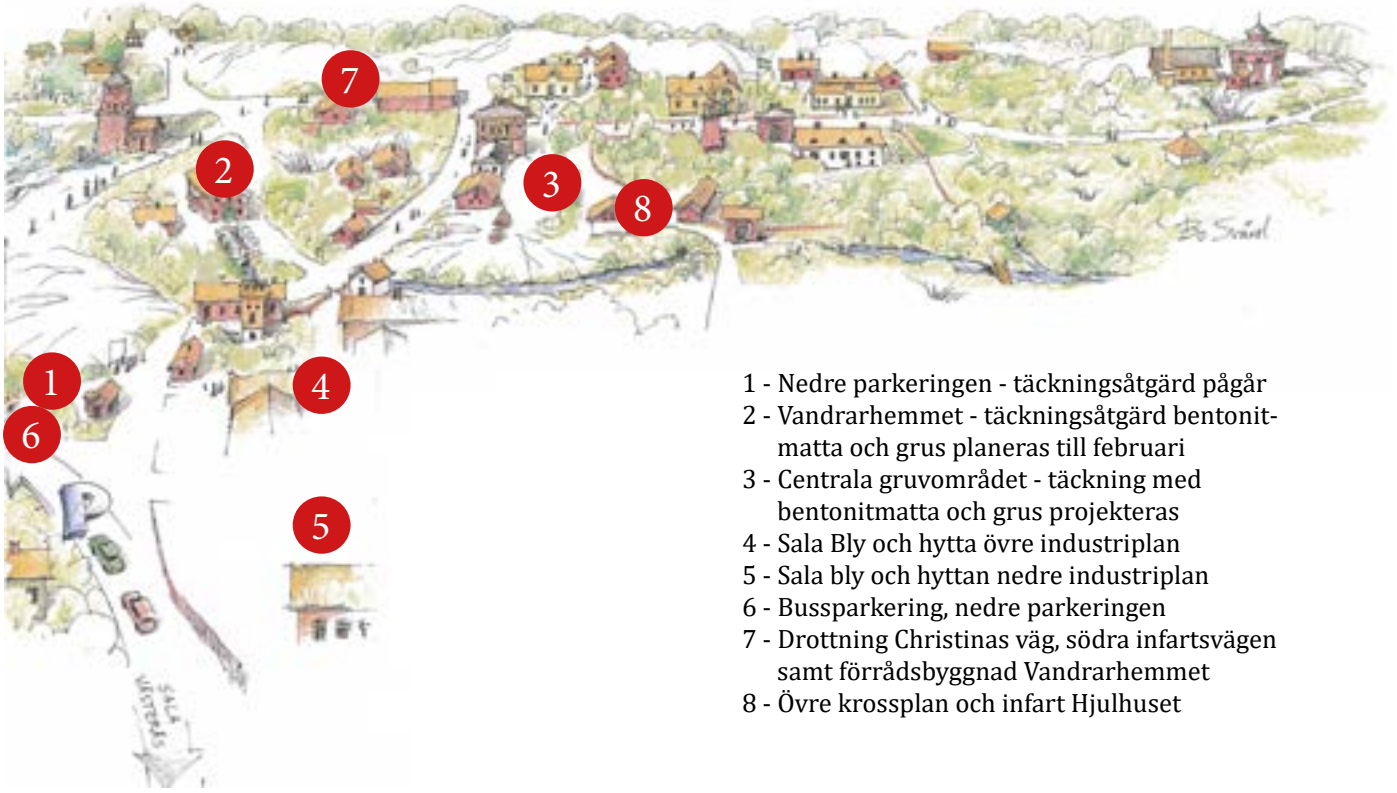 7
2
3
8
1
4
6
P
5
SALA
VÄSTERÅS
1 - Nedre parkeringen - täckningsåtgärd pågår
2 - Vandrarhemmet - täckningsåtgärd bentonit-
matta och grus planeras till februari
3 - Centrala gruvområdet - täckning med
bentonitmatta och grus projekteras
4 - Sala Bly och hytta övre industriplan
5 - Sala bly och hyttan nedre industriplan
6 - Bussparkering, nedre parkeringen
7 - Drottning Christinas väg, södra infartsvägen
samt förrådsbyggnad Vandrarhemmet
8 - Övre krossplan och infart Hjulhuset